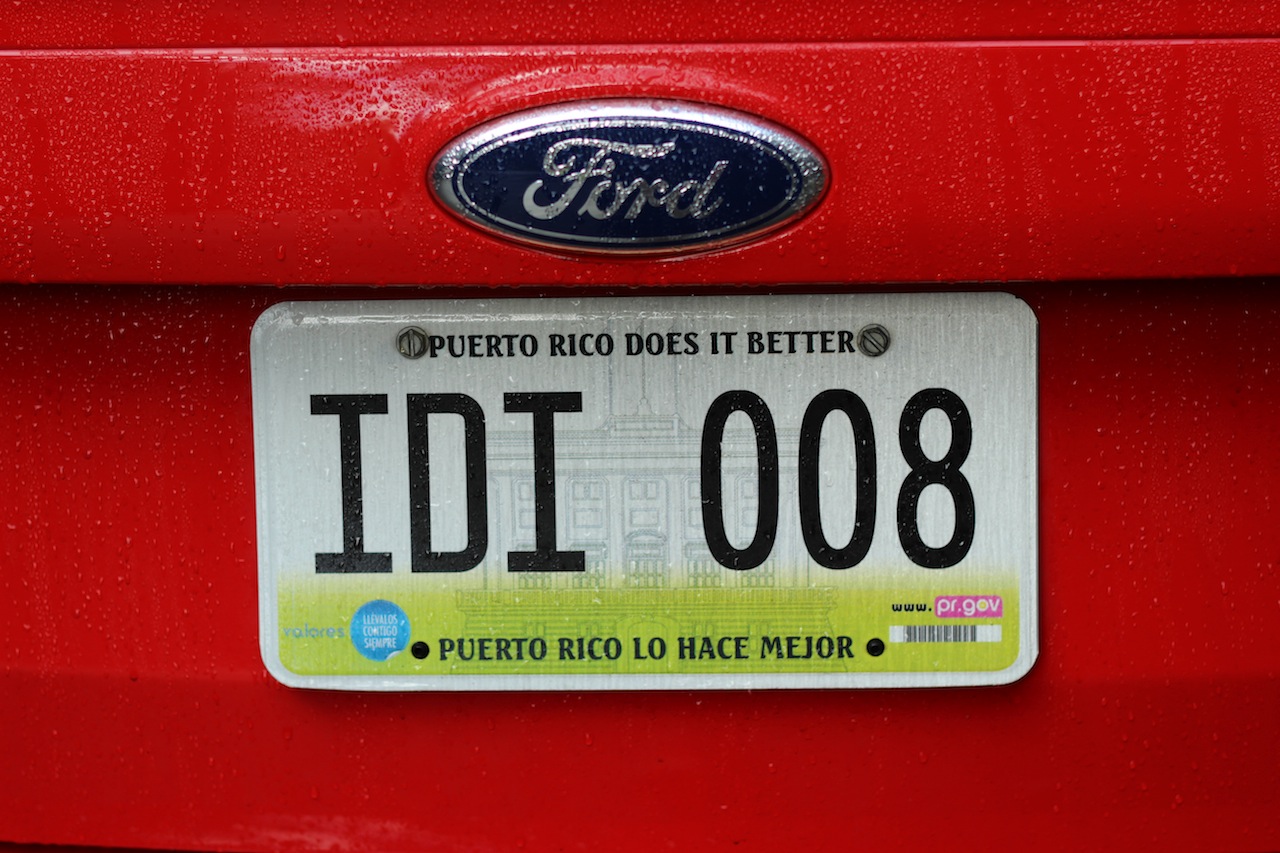 Ford
PUERTO RICO DOES IT BETTER
IDI 008
www.pr.gov
valores
LLÉVALOS
CONTIGO
SIEMPRE
PUERTO RICO LO HACE MEJOR